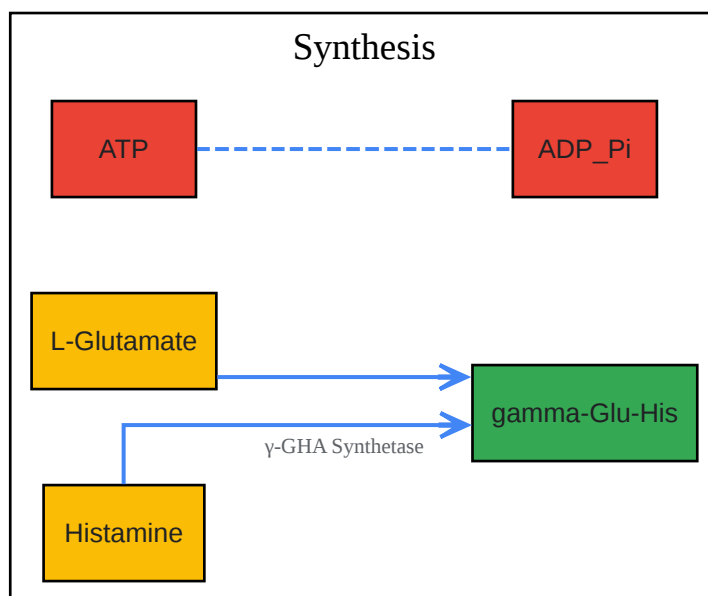 Synthesis
ATP
ADP_Pi
L-Glutamate
gamma-Glu-His
γ-GHA Synthetase
Histamine